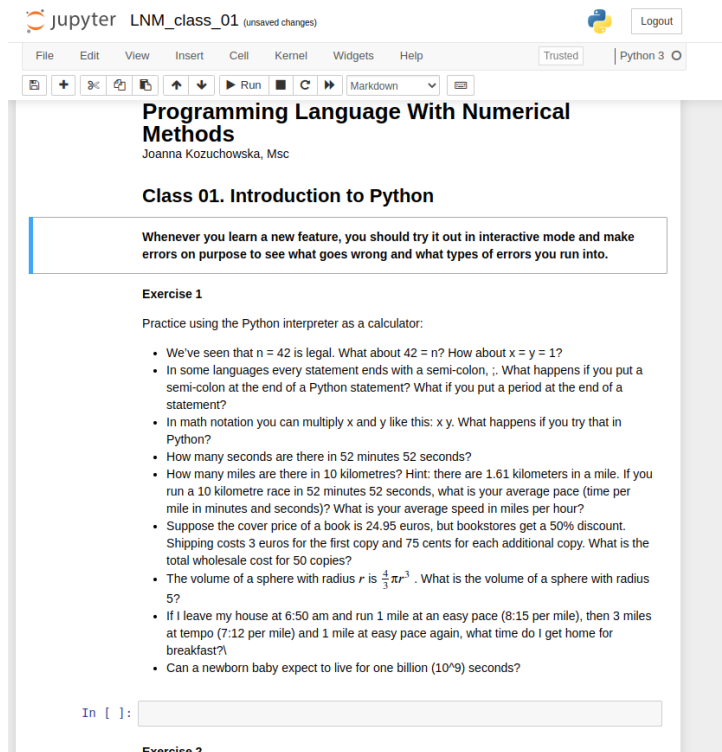 jupyter LNM_class_01 (unsaved changes) Logout
File Edit View Insert Cell Kernel Widgets Help Trusted Python 3
Run Markdown
Programming Language With Numerical
Methods
Joanna Kozuchowska, Msc
Class 01. Introduction to Python
Whenever you learn a new feature, you should try it out in interactive mode and make
errors on purpose to see what goes wrong and what types of errors you run into.
Exercise 1
Practice using the Python interpreter as a calculator:
• We've seen that n = 42 is legal. What about 42 = n? How about x = y = 1?
• In some languages every statement ends with a semi-colon, ;. What happens if you put a
semi-colon at the end of a Python statement? What if you put a period at the end of a
statement?
• In math notation you can multiply x and y like this: x y. What happens if you try that in
Python?
• How many seconds are there in 52 minutes 52 seconds?
• How many miles are there in 10 kilometres? Hint: there are 1.61 kilometers in a mile. If you
run a 10 kilometre race in 52 minutes 52 seconds, what is your average pace (time per
mile in minutes and seconds)? What is your average speed in miles per hour?
• Suppose the cover price of a book is 24.95 euros, but bookstores get a 50% discount.
Shipping costs 3 euros for the first copy and 75 cents for each additional copy. What is the
total wholesale cost for 50 copies?
• The volume of a sphere with radius r is 4/3 πr³ . What is the volume of a sphere with radius
5?
• If I leave my house at 6:50 am and run 1 mile at an easy pace (8:15 per mile), then 3 miles
at tempo (7:12 per mile) and 1 mile at easy pace again, what time do I get home for
breakfast?\
• Can a newborn baby expect to live for one billion (10^9) seconds?
In [ ]:
Exercise 2